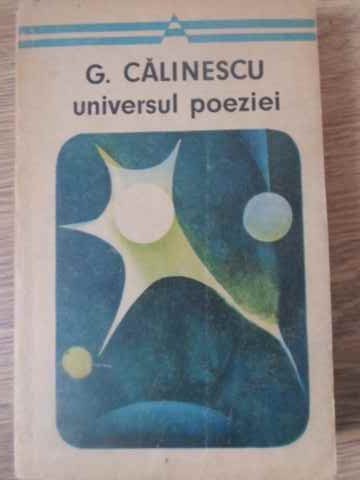 A
G. CĂLINESCU
universul poeziei